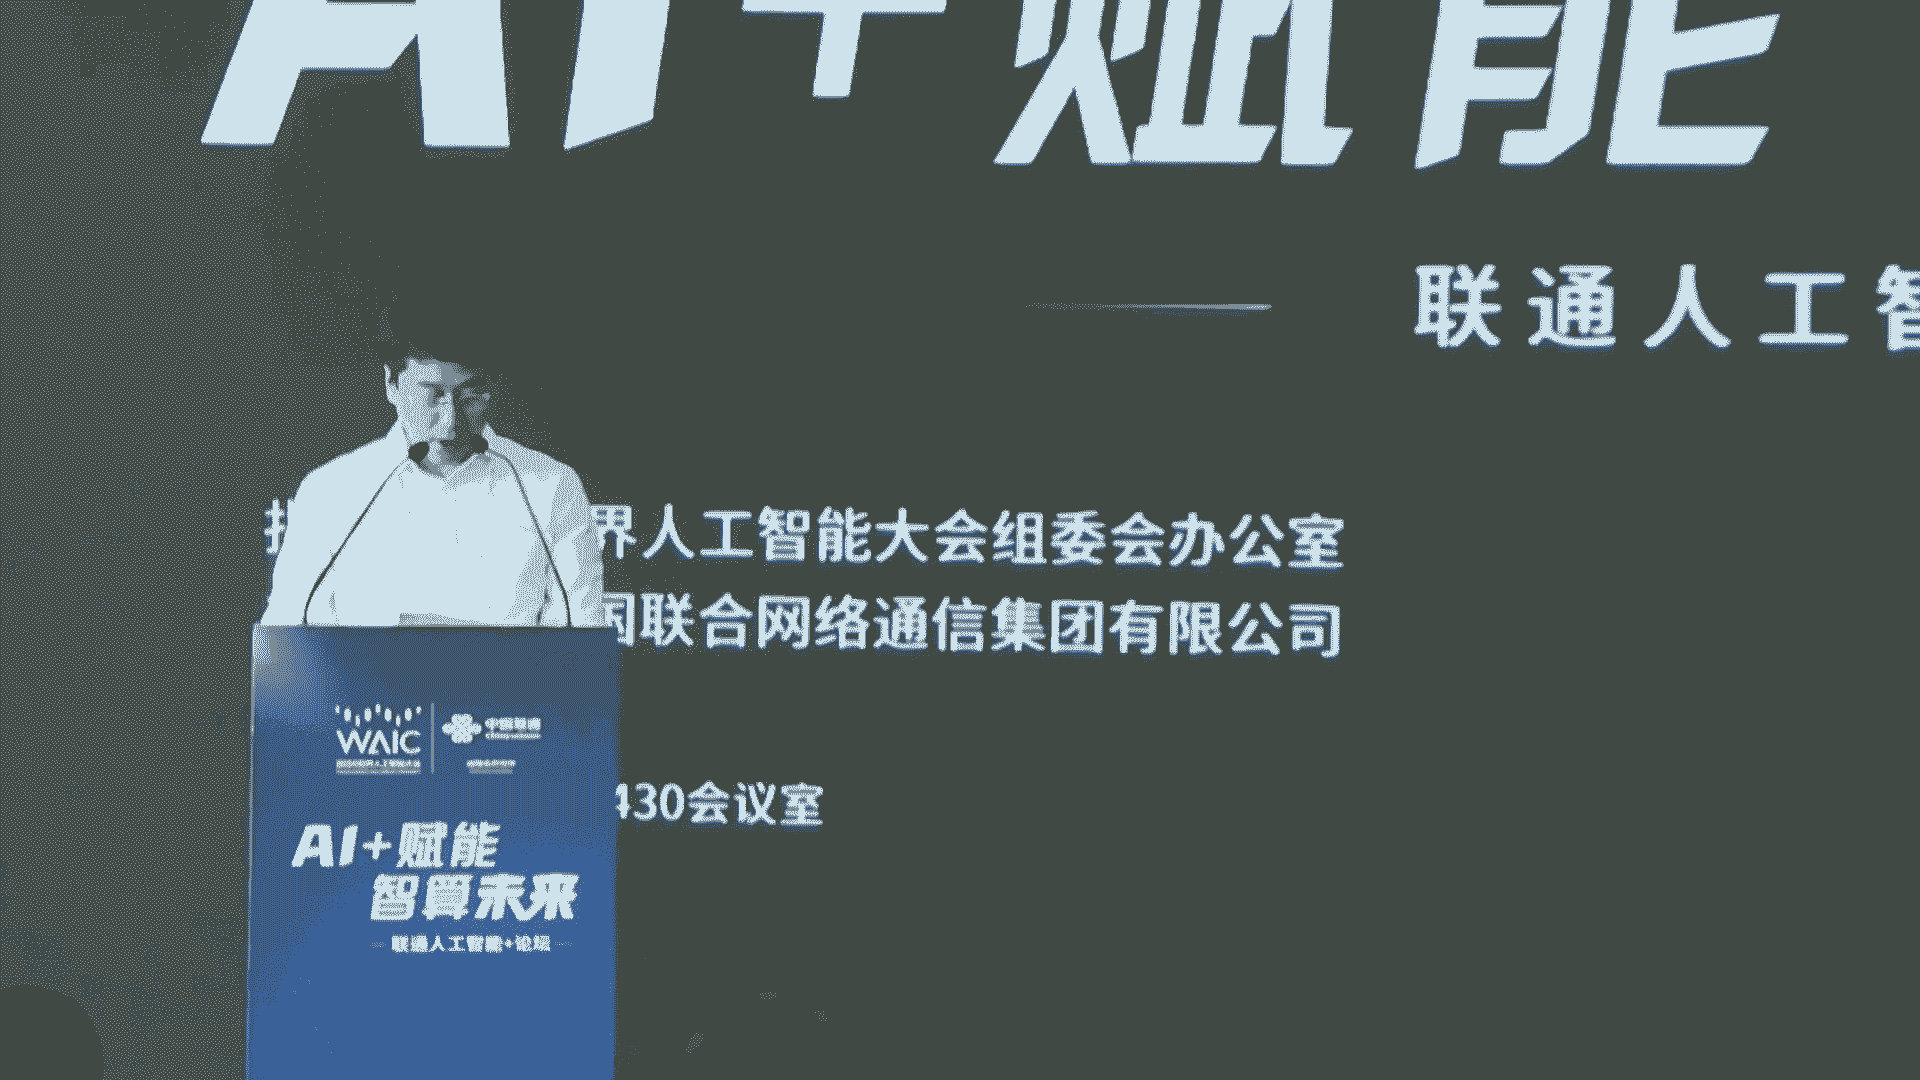 AI+赋能
联通人工智
指
界人工智能大会组委会办公室
国联合网络通信集团有限公司
430会议室
WAIC
中国联通
AI+赋能
智算未来
联通人工智能+论坛